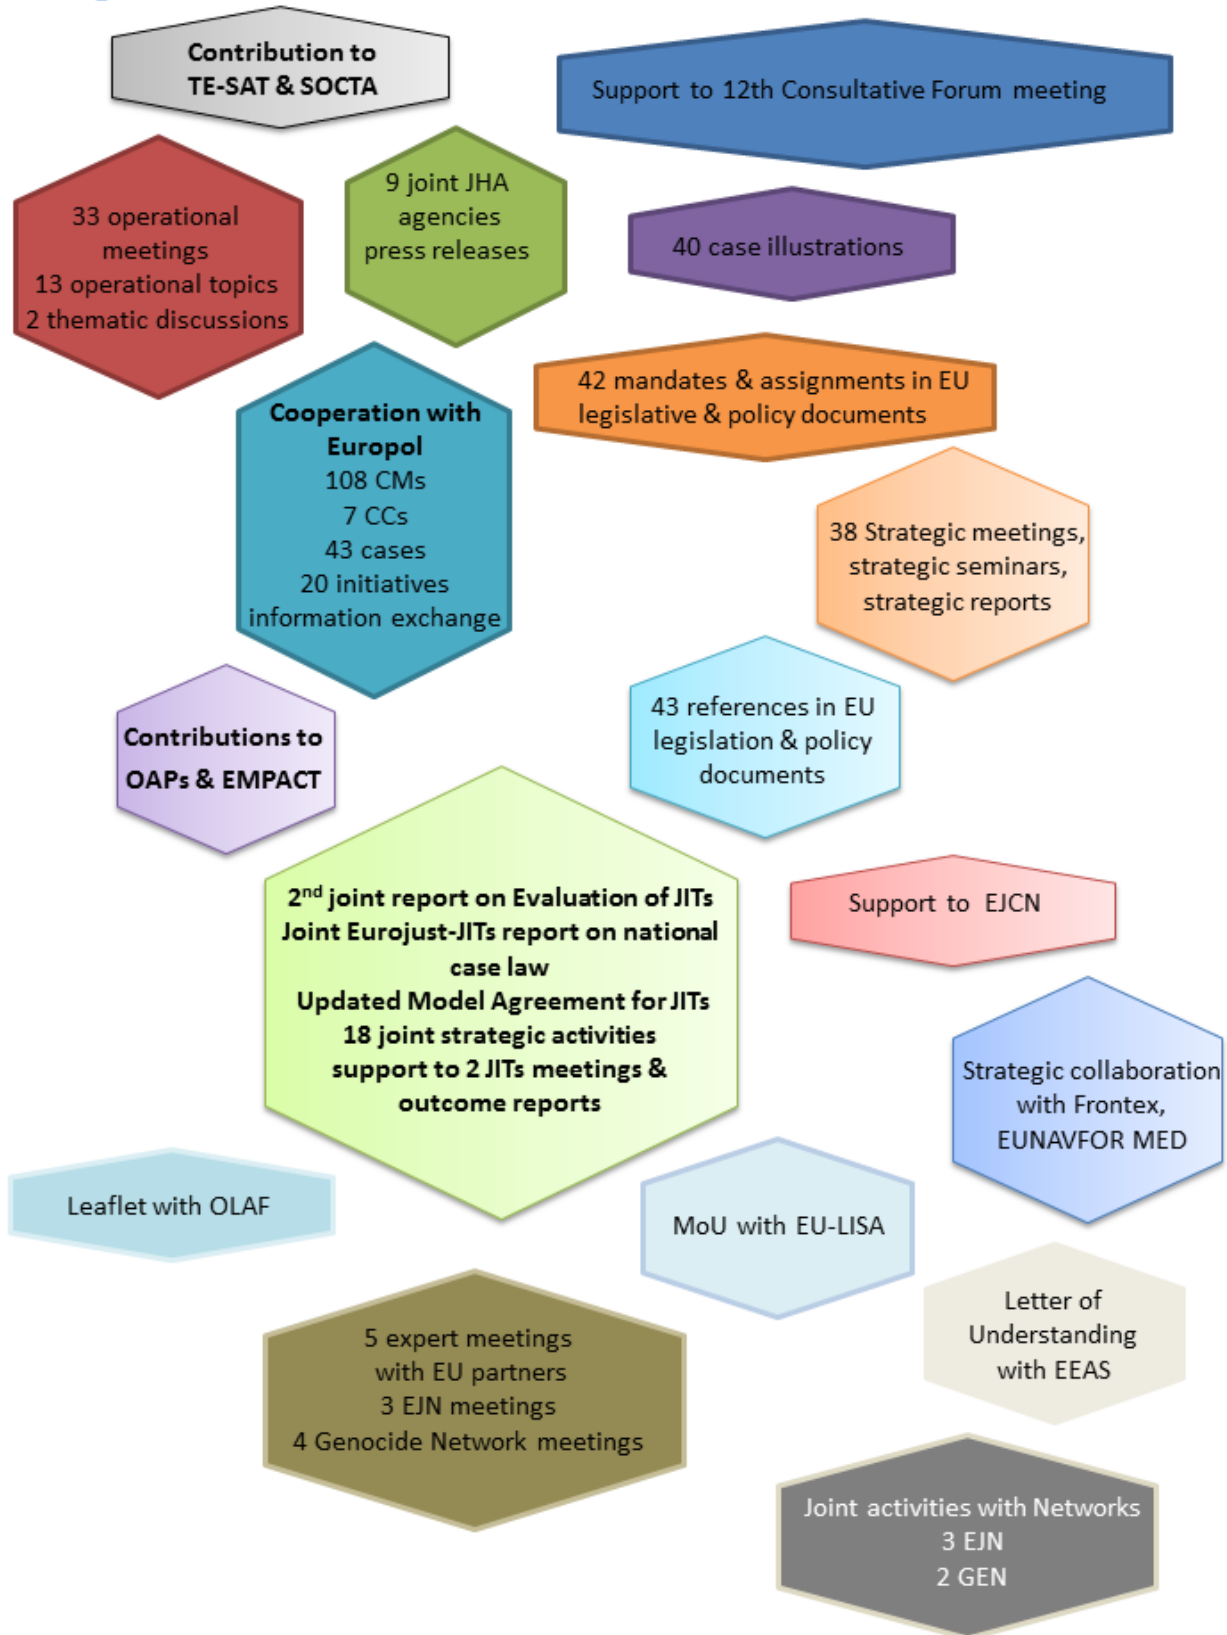 Contribution to
TE-SAT & SOCTA
Support to 12th Consultative Forum meeting
33 operational
meetings
13 operational topics
2 thematic discussions
9 joint JHA
agencies
press releases
40 case illustrations
Cooperation with
Europol
108 CMs
7 CCs
43 cases
20 initiatives
information exchange
42 mandates & assignments in EU
legislative & policy documents
38 Strategic meetings,
strategic seminars,
strategic reports
Contributions to
OAPs & EMPACT
43 references in EU
legislation & policy
documents
2nd joint report on Evaluation of JITs
Joint Eurojust-JITs report on national
case law
Updated Model Agreement for JITs
18 joint strategic activities
support to 2 JITs meetings &
outcome reports
Support to EJCN
Strategic collaboration
with Frontex,
EUNAVFOR MED
Leaflet with OLAF
MoU with EU-LISA
Letter of
Understanding
with EEAS
5 expert meetings
with EU partners
3 EJN meetings
4 Genocide Network meetings
Joint activities with Networks
3 EJN
2 GEN